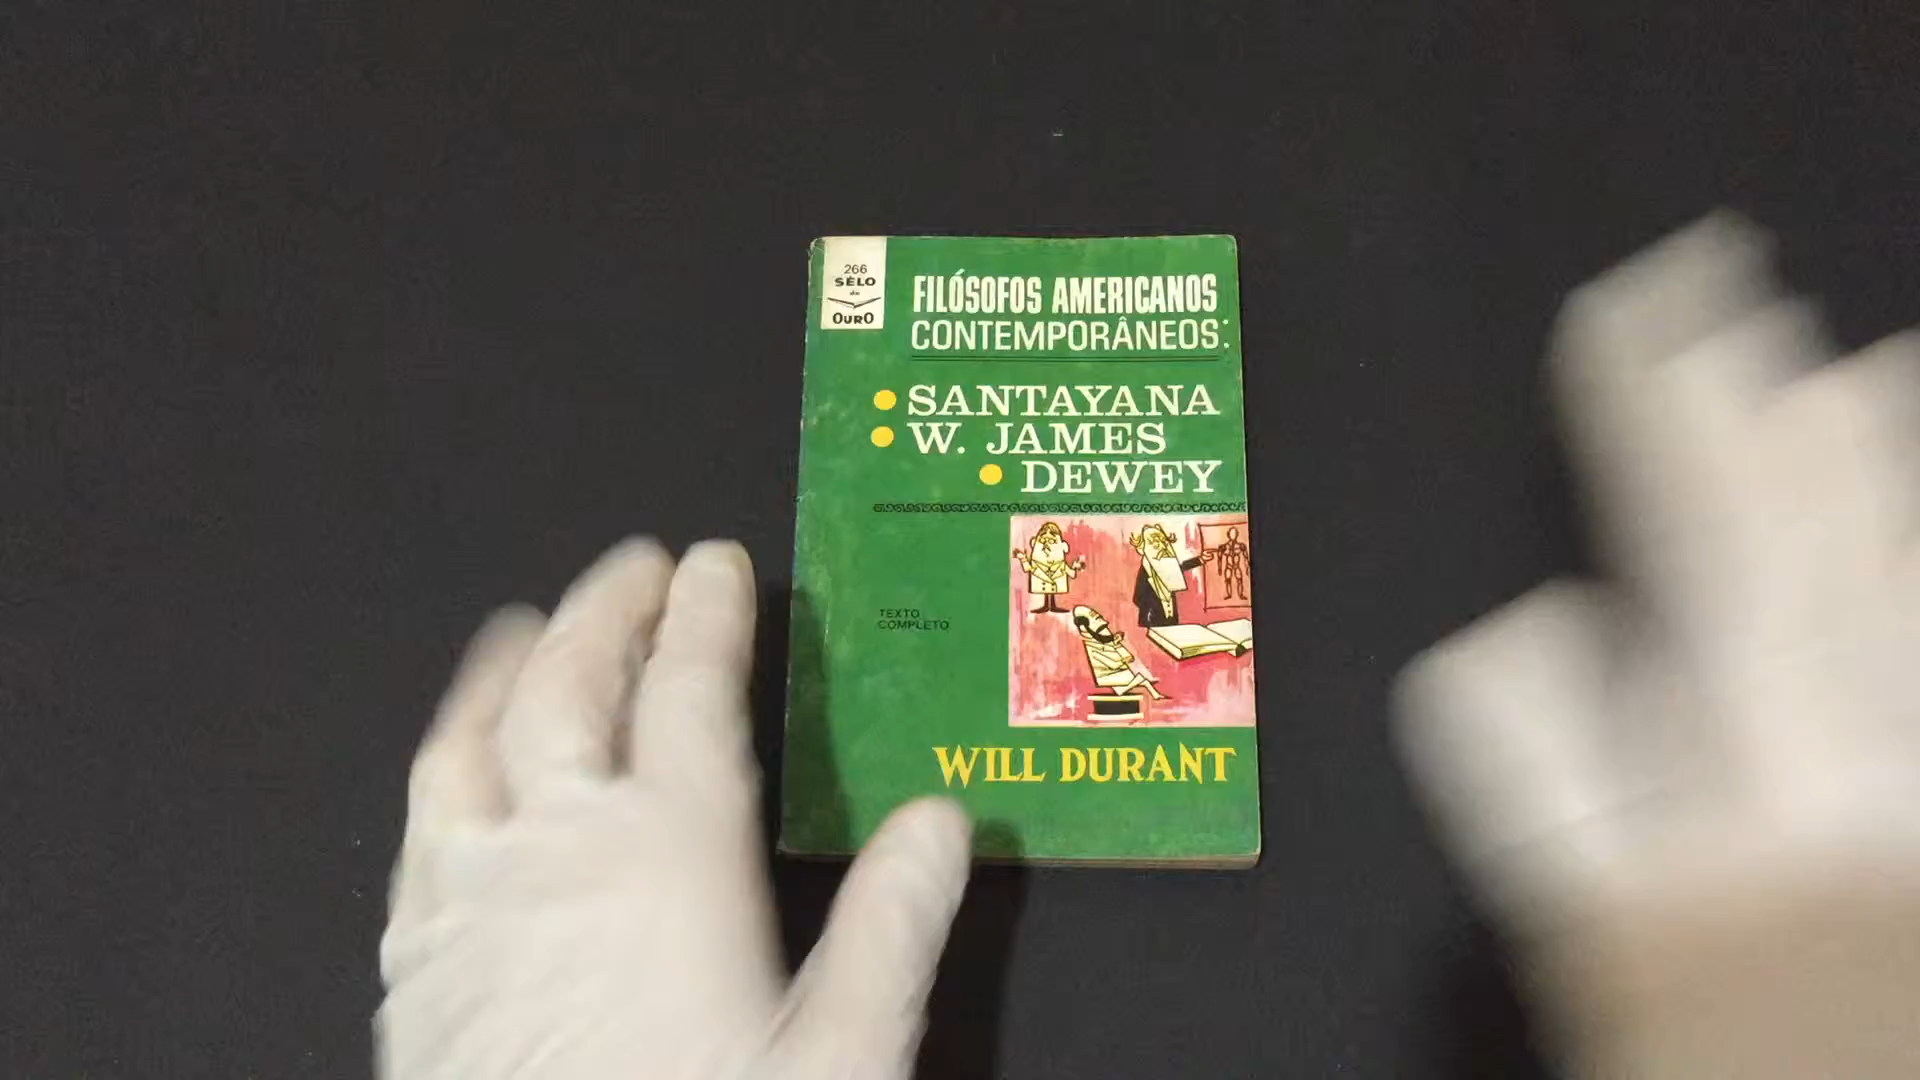 266
SÊLO
de
OURO
FILÓSOFOS AMERICANOS
CONTEMPORÂNEOS:
SANTAYANA
W. JAMES
DEWEY
TEXTO
COMPLETO
WILL DURANT